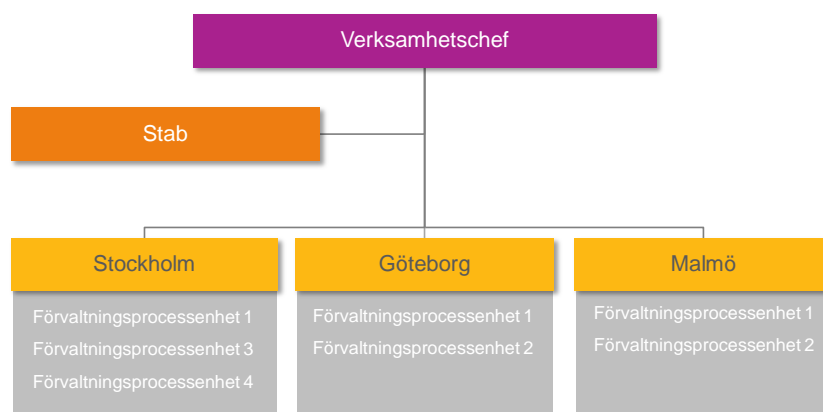 Verksamhetschef
Stab
Stockholm
Förvaltningsprocessenhet 1
Förvaltningsprocessenhet 3
Förvaltningsprocessenhet 4
Göteborg
Förvaltningsprocessenhet 1
Förvaltningsprocessenhet 2
Malmö
Förvaltningsprocessenhet 1
Förvaltningsprocessenhet 2